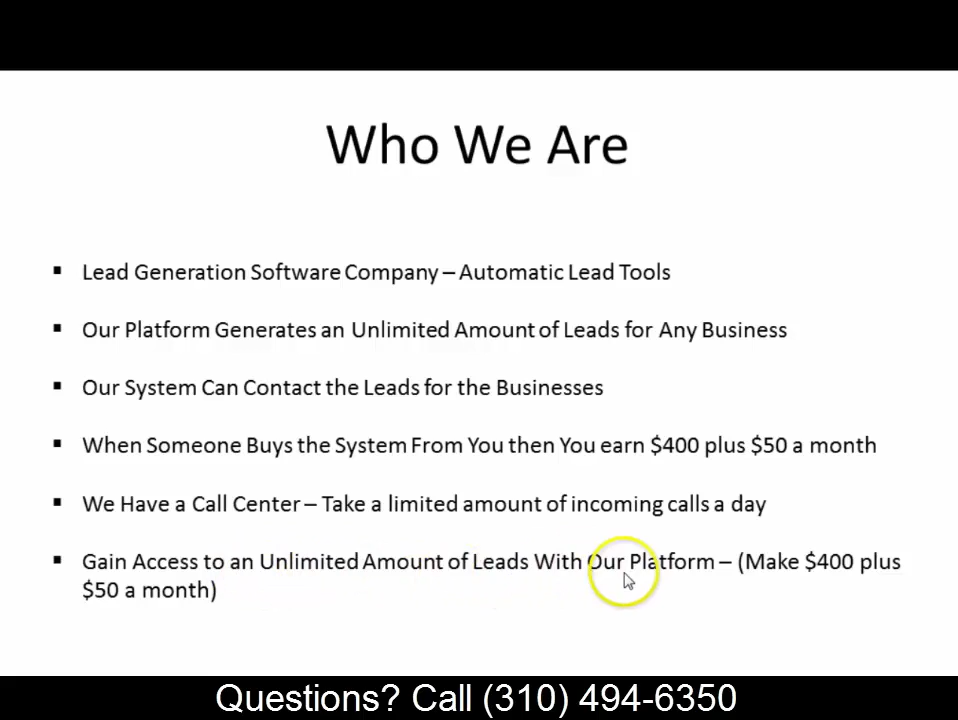 Who We Are
▪ Lead Generation Software Company – Automatic Lead Tools
▪ Our Platform Generates an Unlimited Amount of Leads for Any Business
▪ Our System Can Contact the Leads for the Businesses
▪ When Someone Buys the System From You then You earn $400 plus $50 a month
▪ We Have a Call Center – Take a limited amount of incoming calls a day
▪ Gain Access to an Unlimited Amount of Leads With Our Platform – (Make $400 plus
$50 a month)
Questions? Call (310) 494-6350